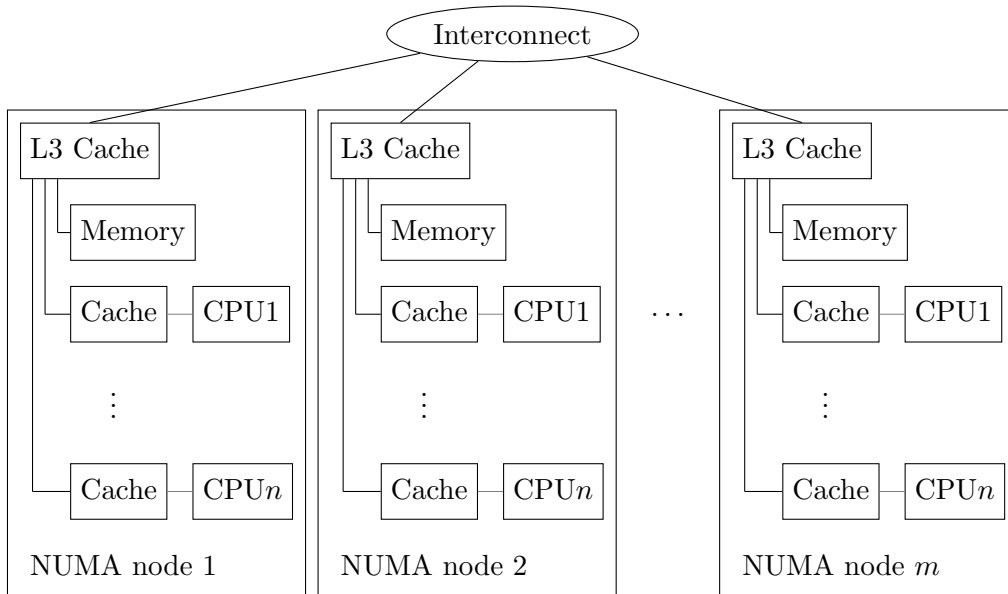 Interconnect
L3 Cache
Memory
Cache
CPU1
⋮
Cache
CPUn
NUMA node 1
L3 Cache
Memory
Cache
CPU1
⋮
Cache
CPUn
NUMA node 2
⋯
L3 Cache
Memory
Cache
CPU1
⋮
Cache
CPUn
NUMA node m